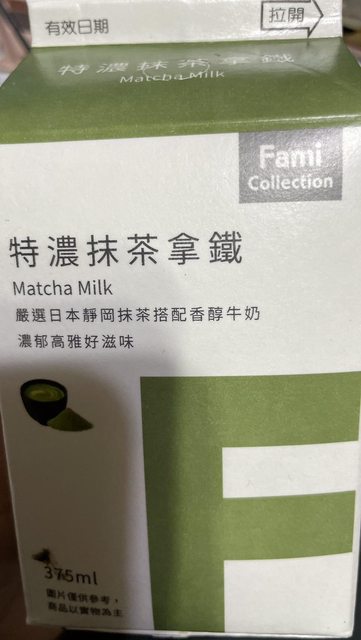 有效日期
拉開
特濃抹茶拿鐵
Matcha Milk
Fami
Collection
特濃抹茶拿鐵
Matcha Milk
嚴選日本靜岡抹茶搭配香醇牛奶
濃郁高雅好滋味
375ml
圖片僅供參考，
商品以實物為主